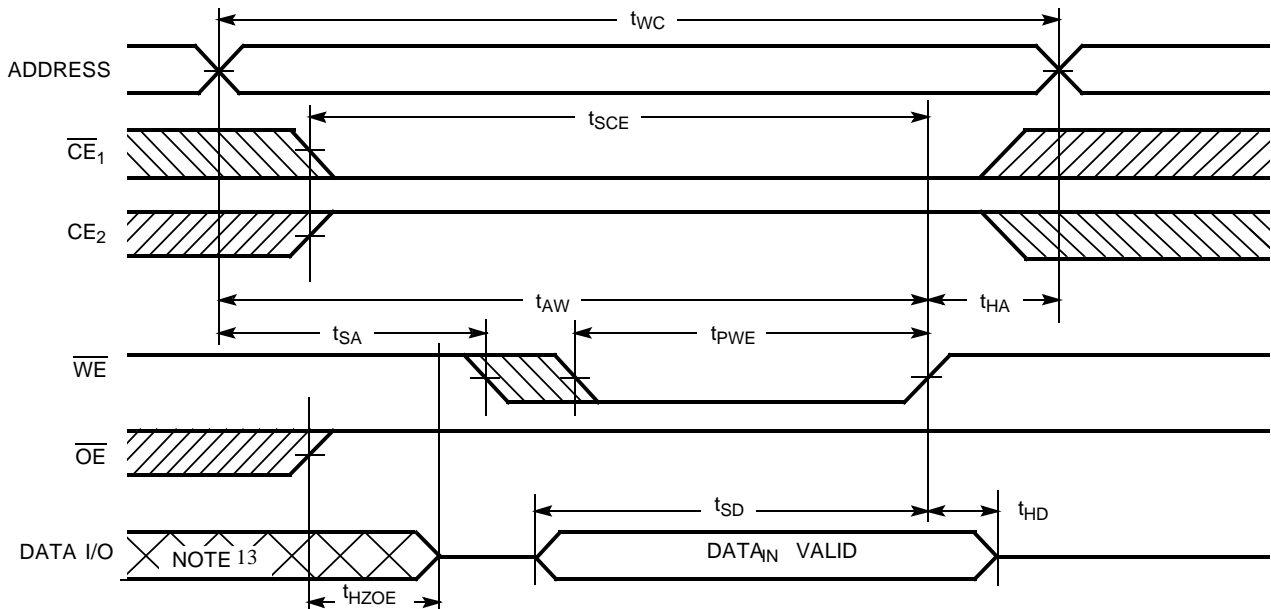 tWC
ADDRESS
tSCE
CE1
CE2
tAW
tHA
tSA
tPWE
WE
OE
tSD
tHD
DATA I/O
NOTE 13
DATAIN VALID
tHZOE